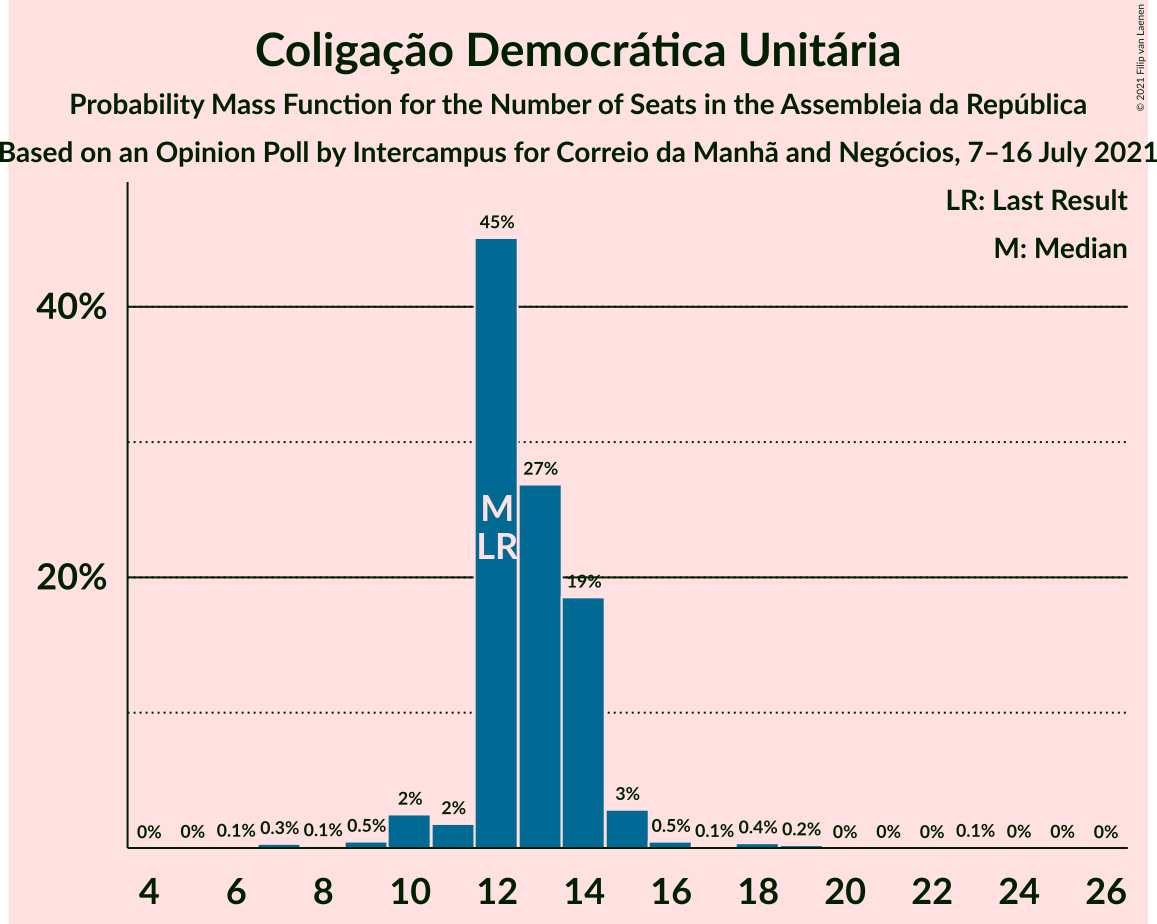 Coligação Democrática Unitária
Probability Mass Function for the Number of Seats in the Assembleia da República
Based on an Opinion Poll by Intercampus for Correio da Manhã and Negócios, 7–16 July 2021
© 2021 Filip van Laenen
LR: Last Result
M: Median
40%
20%
0% 0% 0.1% 0.3% 0.1% 0.5% 2% 2% 45% 27% 19% 3% 0.5% 0.1% 0.4% 0.2% 0% 0% 0% 0.1% 0% 0% 0%
M
LR
4 6 8 10 12 14 16 18 20 22 24 26